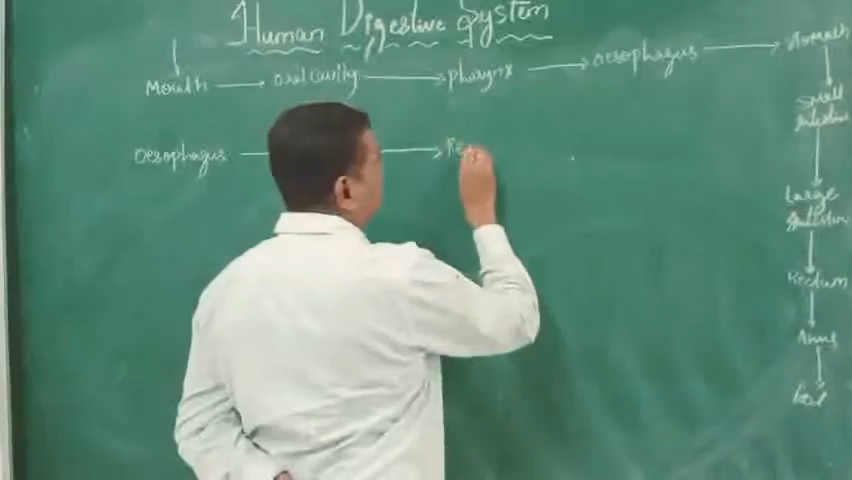 Human Digestive System
Mouth → oral cavity → pharynx → oesophagus → stomach
Small
Intestine
Oesophagus
Large
Intestine
Rectum
Anus